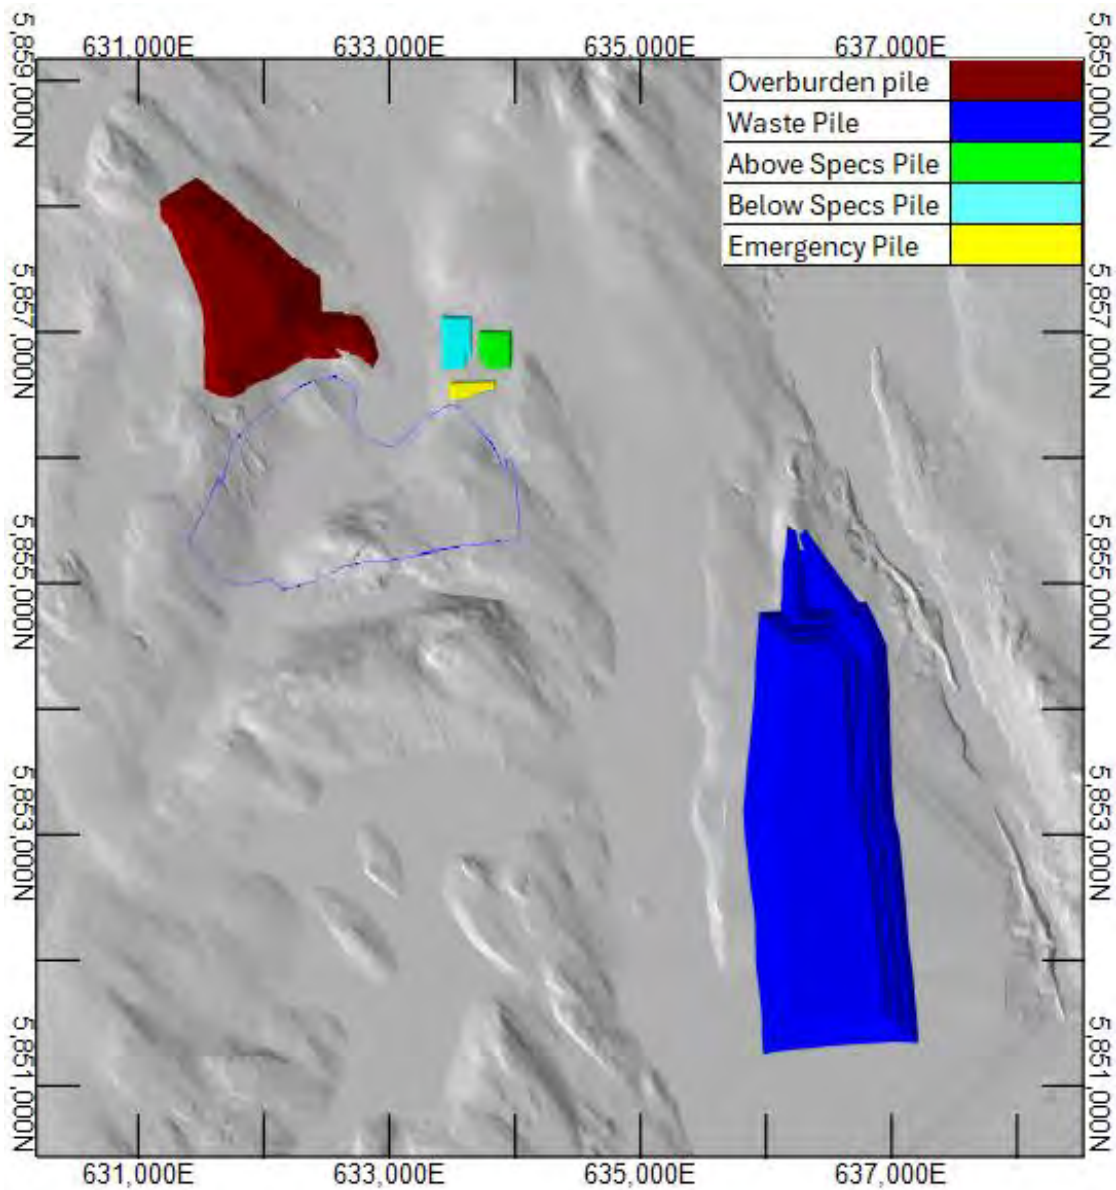 631,000E 633,000E 635,000E 637,000E
5,859,000N
5,859,000N
Overburden pile
Waste Pile
Above Specs Pile
Below Specs Pile
Emergency Pile
5,857,000N
5,857,000N
5,855,000N
5,855,000N
5,853,000N
5,853,000N
5,851,000N
5,851,000N
631,000E 633,000E 635,000E 637,000E